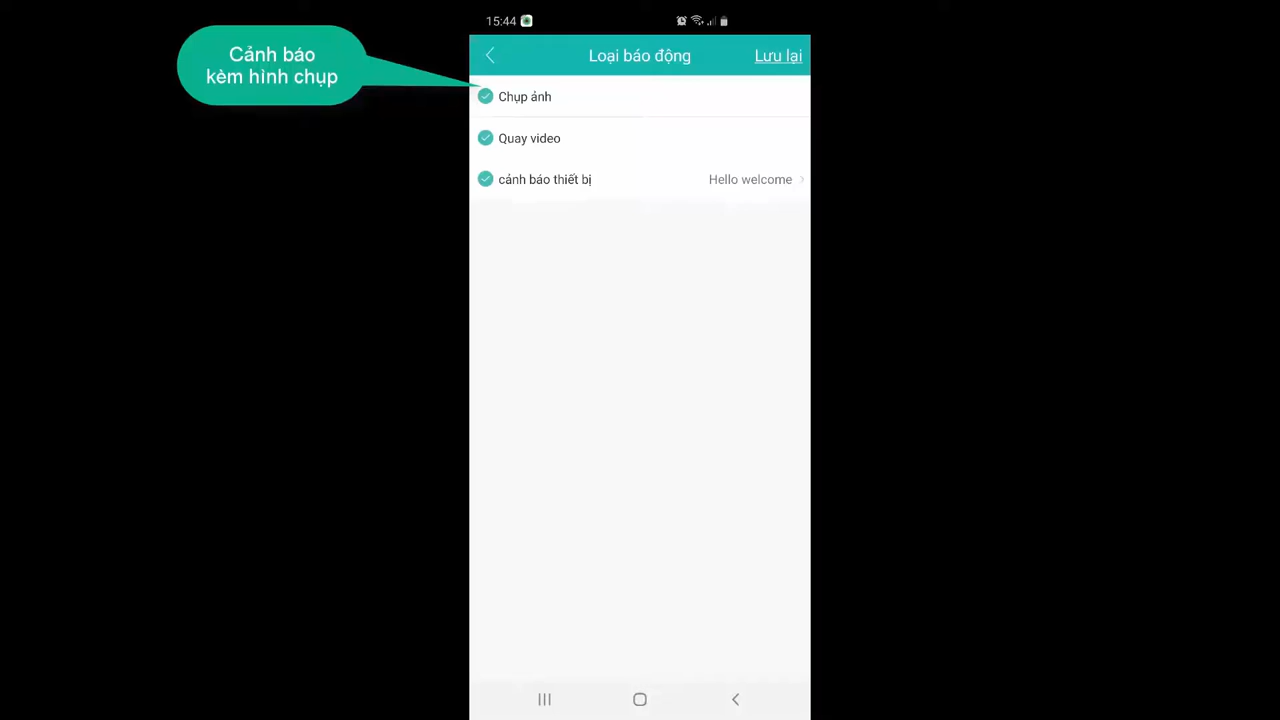 Cảnh báo
kèm hình chụp
15:44
Loại báo động
Lưu lại
Chụp ảnh
Quay video
cảnh báo thiết bị
Hello welcome